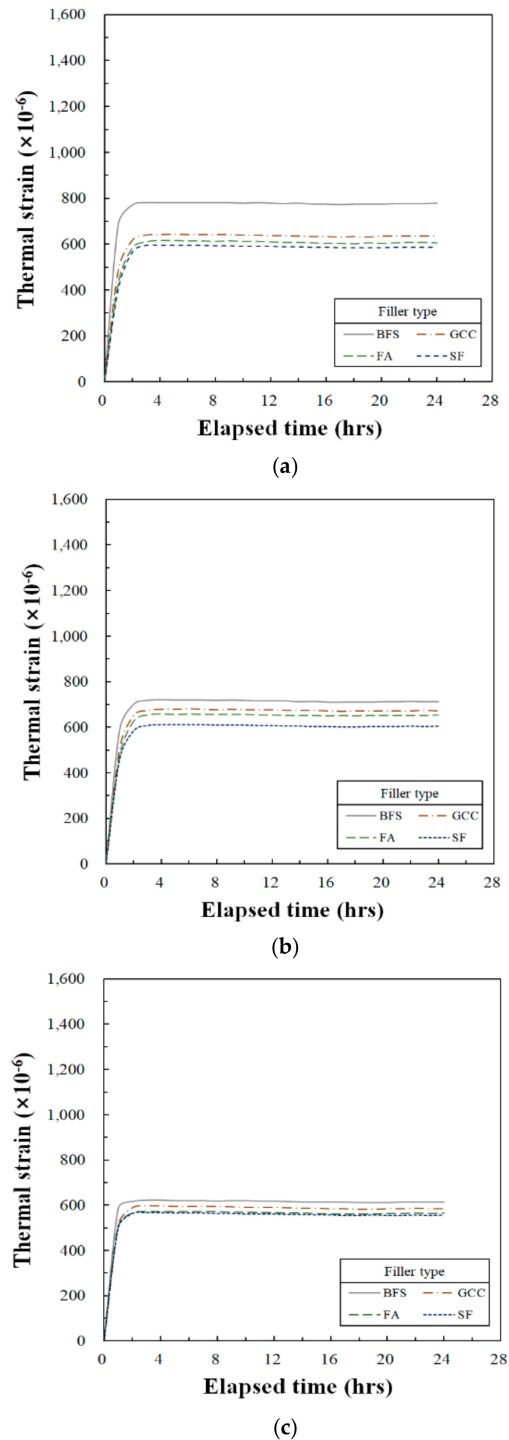 1,600
1,400
1,200
1,000
800
600
400
200
0
Thermal strain (×10-6)
Filler type
BFS GCC
FA SF
0 4 8 12 16 20 24 28
Elapsed time (hrs)
(a)
1,600
1,400
1,200
1,000
800
600
400
200
0
Thermal strain (×10-6)
Filler type
BFS GCC
FA SF
0 4 8 12 16 20 24 28
Elapsed time (hrs)
(b)
1,600
1,400
1,200
1,000
800
600
400
200
0
Thermal strain (×10-6)
Filler type
BFS GCC
FA SF
0 4 8 12 16 20 24 28
Elapsed time (hrs)
(c)